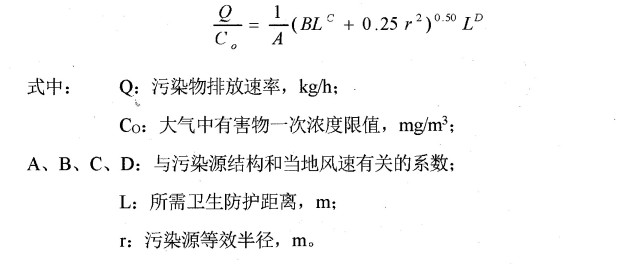 Q/Cₒ = 1/A (BL^C + 0.25 r²)^0.50 L^D
式中： Q：污染物排放速率，kg/h；
C₀：大气中有害物一次浓度限值，mg/m³；
A、B、C、D：与污染源结构和当地风速有关的系数；
L：所需卫生防护距离，m；
r：污染源等效半径，m。